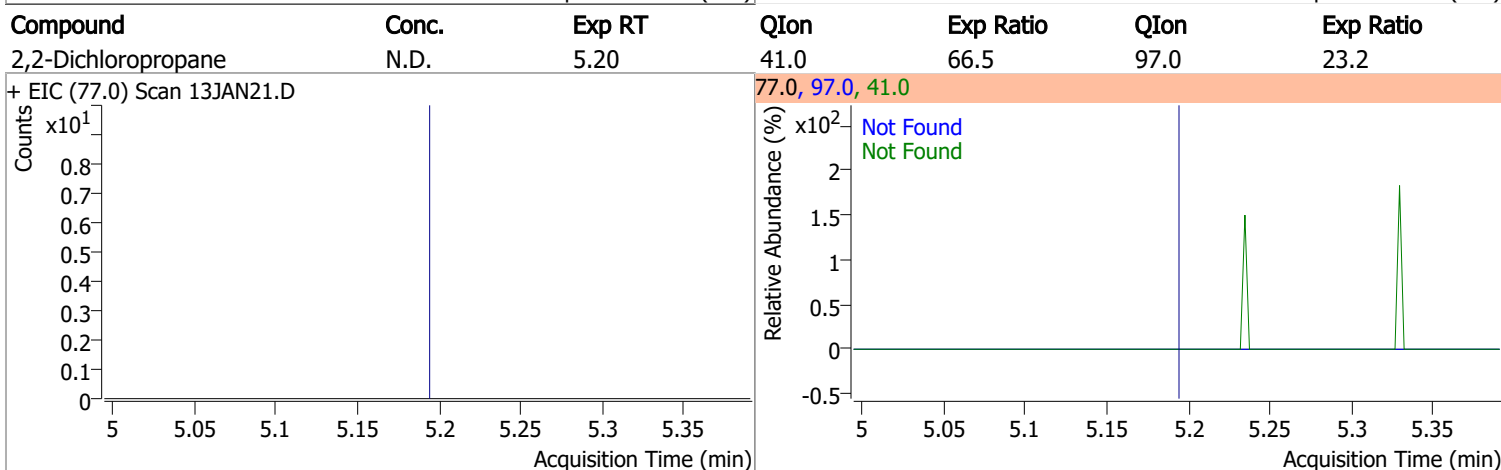 Compound Conc. Exp RT QIon Exp Ratio QIon Exp Ratio
2,2-Dichloropropane N.D. 5.20 41.0 66.5 97.0 23.2
+ EIC (77.0) Scan 13JAN21.D
Counts
x10¹
0.8
0.7
0.6
0.5
0.4
0.3
0.2
0.1
0
5 5.05 5.1 5.15 5.2 5.25 5.3 5.35
Acquisition Time (min)
77.0, 97.0, 41.0
Relative Abundance (%)
x10²
Not Found
Not Found
2
1.5
1
0.5
0
-0.5
5 5.05 5.1 5.15 5.2 5.25 5.3 5.35
Acquisition Time (min)